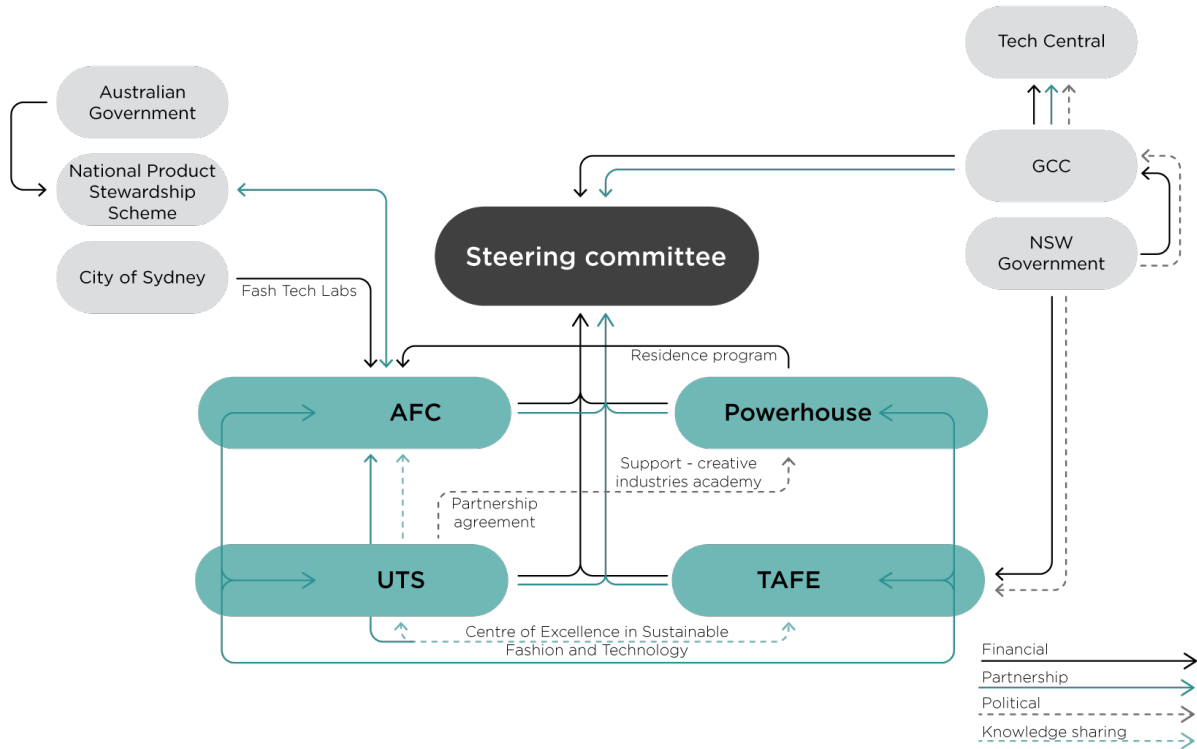 Tech Central
Australian
Government
National Product
Stewardship
Scheme
GCC
City of Sydney
Fash Tech Labs
Steering committee
NSW
Government
Residence program
AFC
Powerhouse
Support - creative
industries academy
Partnership
agreement
UTS
TAFE
Centre of Excellence in Sustainable
Fashion and Technology
Financial
Partnership
Political
Knowledge sharing